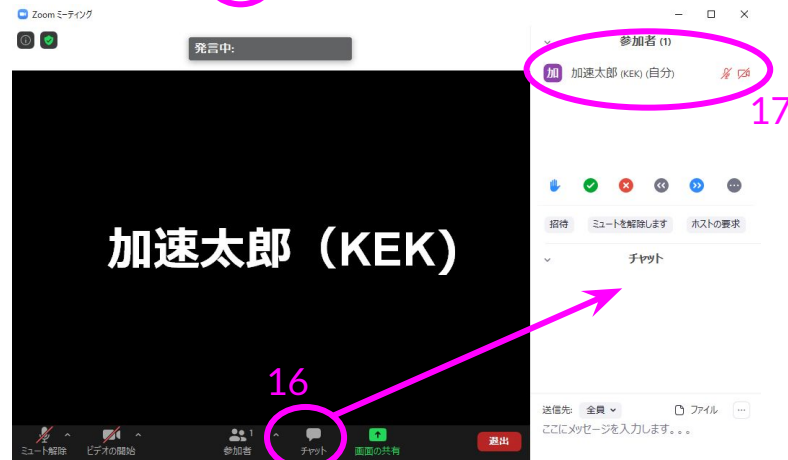 Zoom ミーティング
発言中:
参加者 (1)
加 加速太郎 (KEK) (自分)
17
招待 ミュートを解除します ホストの要求
チャット
加速太郎（KEK）
16
送信先: 全員 ファイル
ここにメッセージを入力します。。。
ミュート解除 ビデオの開始 参加者 1 チャット 画面の共有 退出